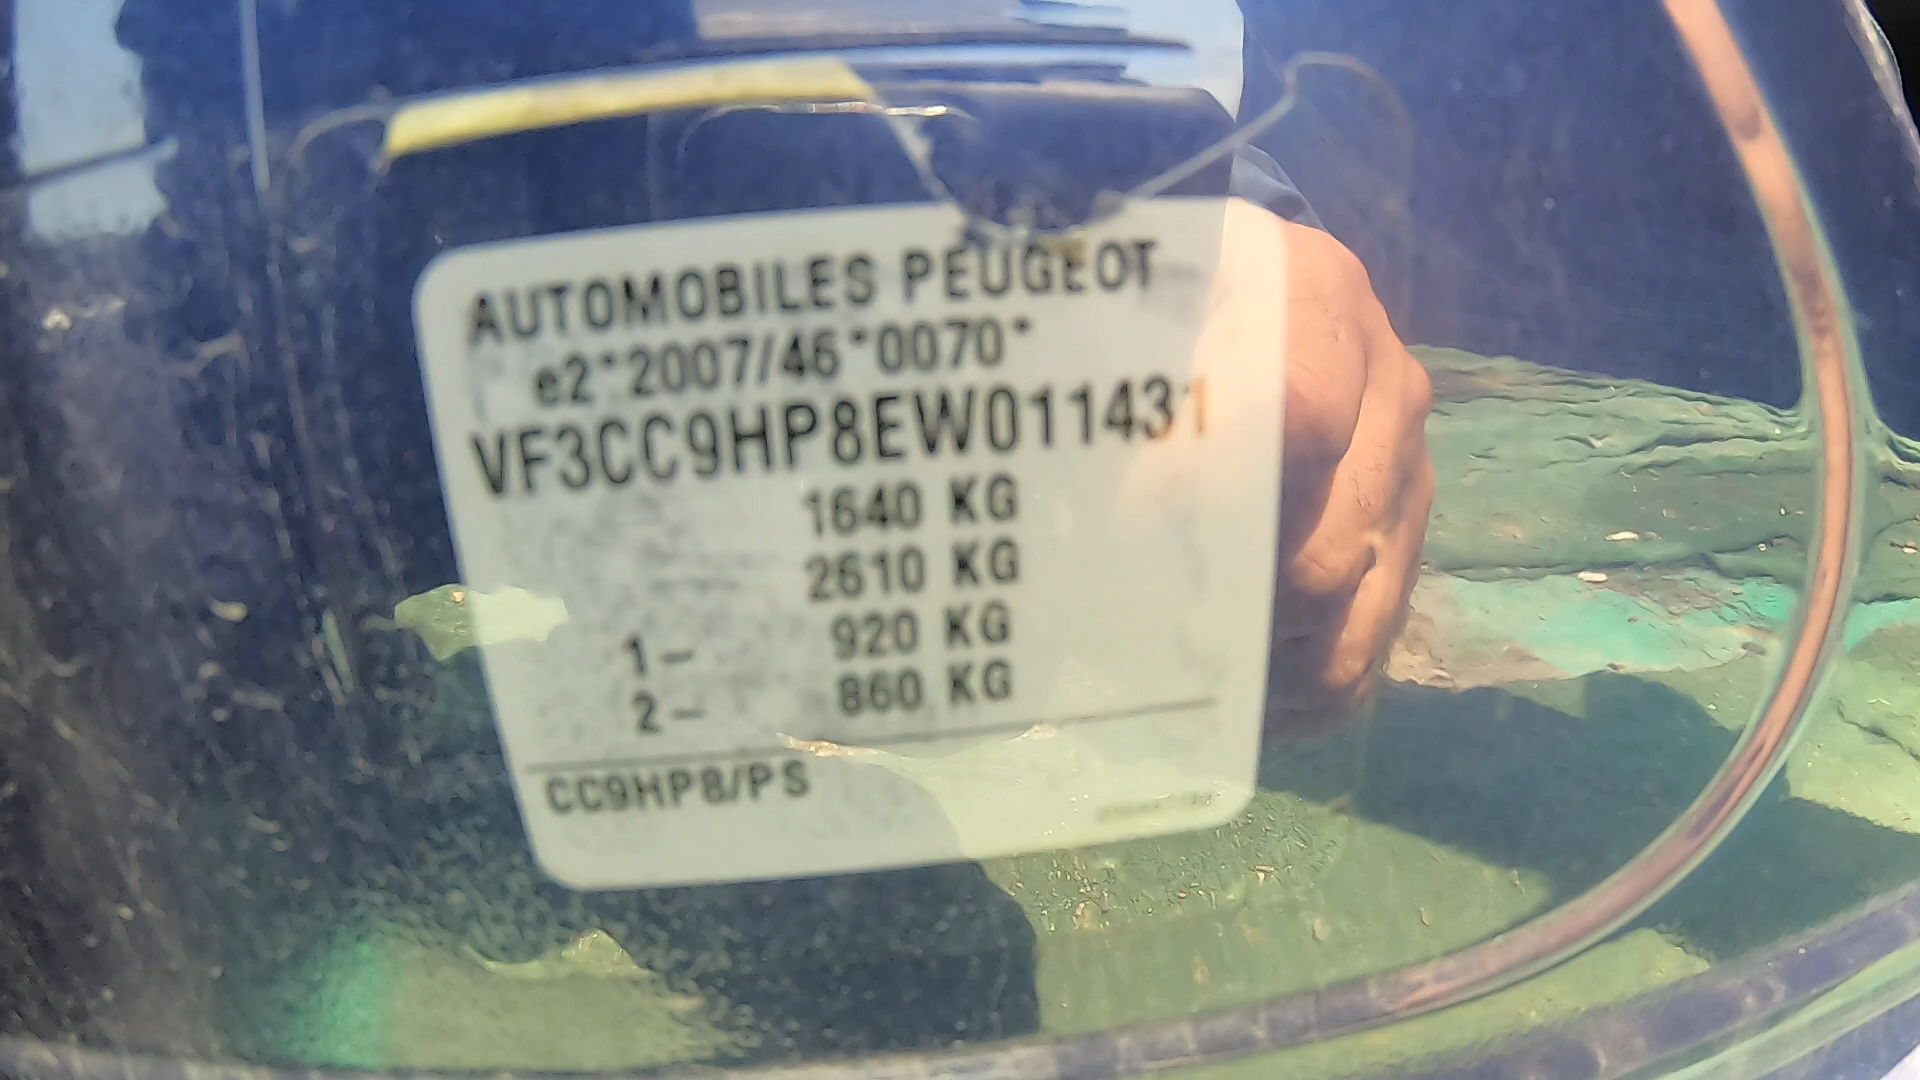 AUTOMOBILES PEUGEOT
e2*2007/46*0070*
VF3CC9HP8EW011431
1640 KG
2610 KG
1- 920 KG
2- 860 KG
CC9HP8/PS